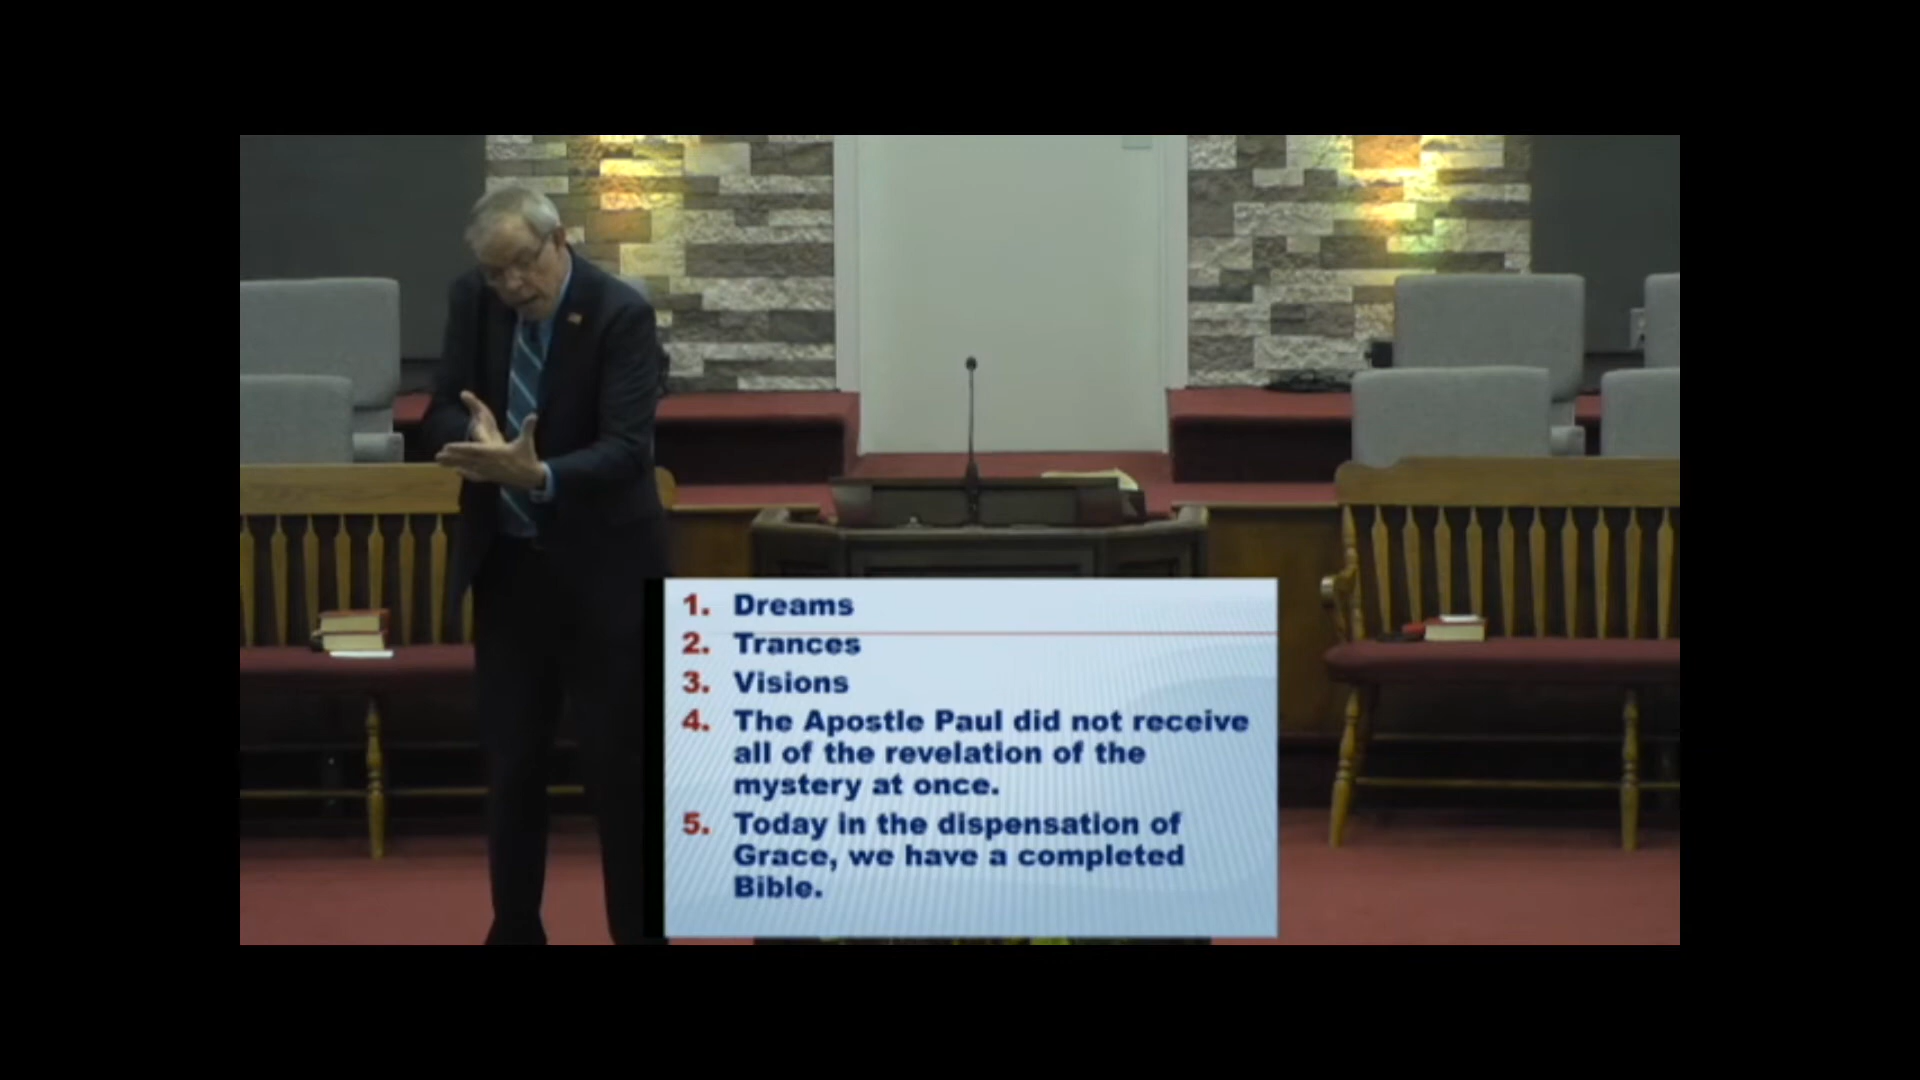 1. Dreams
2. Trances
3. Visions
4. The Apostle Paul did not receive
all of the revelation of the
mystery at once.
5. Today in the dispensation of
Grace, we have a completed
Bible.